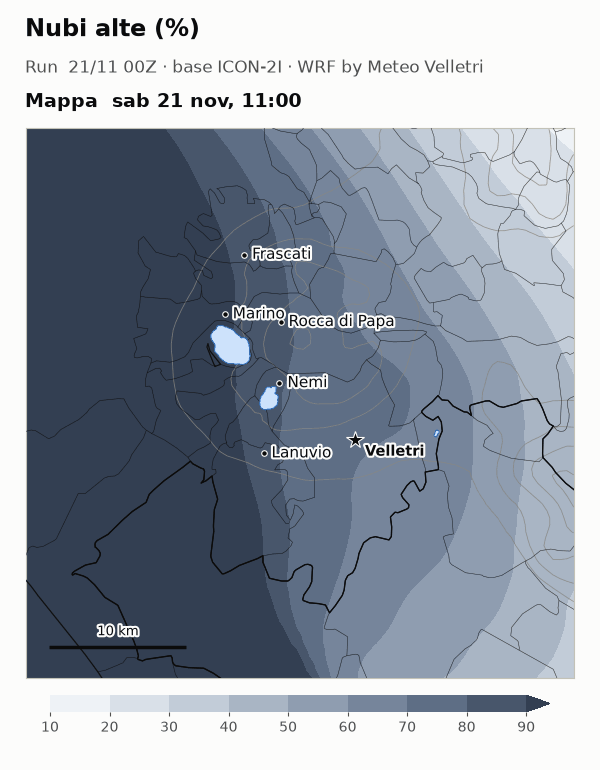 Nubi alte (%)
Run 21/11 00Z · base ICON-2I · WRF by Meteo Velletri
Mappa sab 21 nov, 11:00
Frascati
Marino
Rocca di Papa
Nemi
Velletri
Lanuvio
10 km
10 20 30 40 50 60 70 80 90